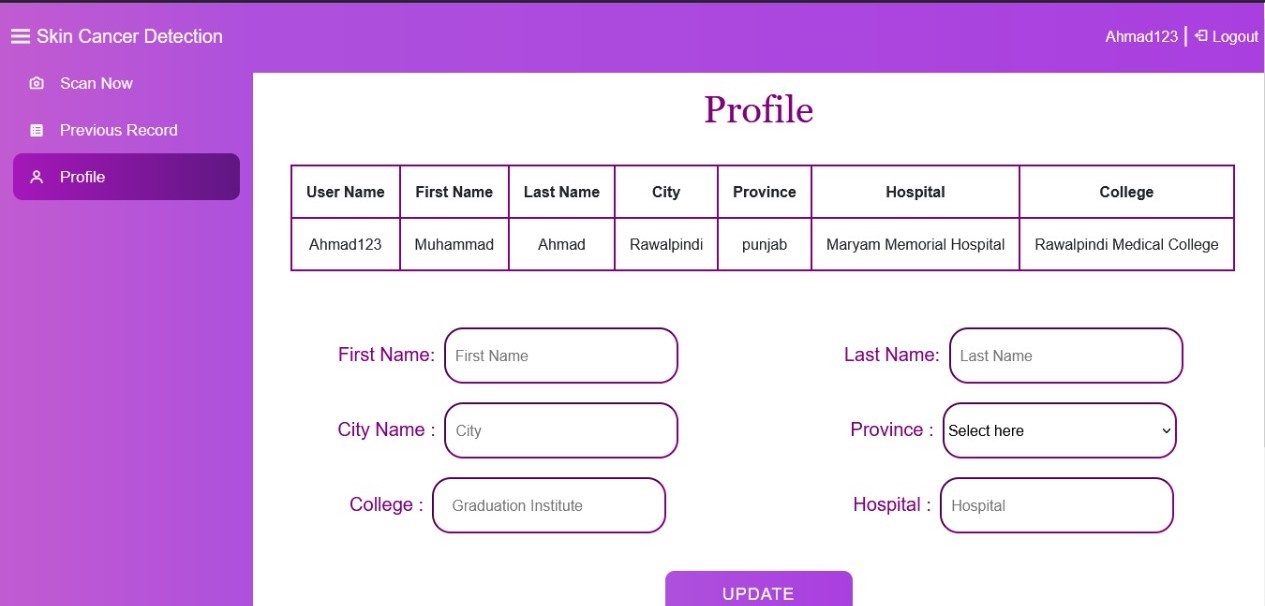 Skin Cancer Detection
Ahmad123 | Logout
Scan Now
Previous Record
Profile
Profile
User Name First Name Last Name City Province Hospital College
Ahmad123 Muhammad Ahmad Rawalpindi punjab Maryam Memorial Hospital Rawalpindi Medical College
First Name: First Name Last Name: Last Name
City Name : City Province : Select here
College : Graduation Institute Hospital : Hospital
UPDATE